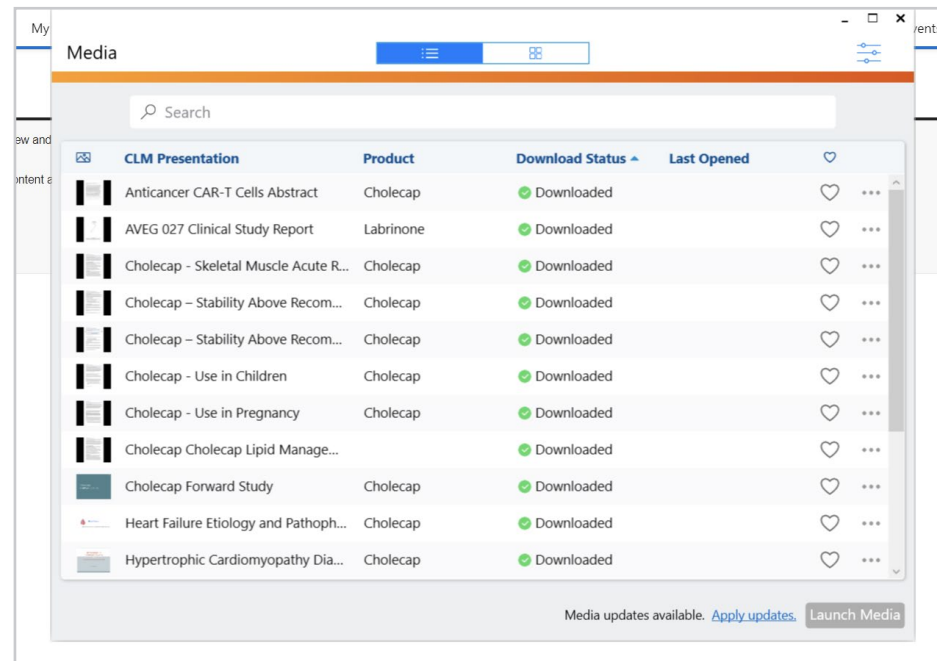 My
vent
Media
Search
ew and
ontent a
CLM Presentation Product Download Status Last Opened
Anticancer CAR-T Cells Abstract Cholecap Downloaded
AVEG 027 Clinical Study Report Labrinone Downloaded
Cholecap - Skeletal Muscle Acute R... Cholecap Downloaded
Cholecap – Stability Above Recom... Cholecap Downloaded
Cholecap – Stability Above Recom... Cholecap Downloaded
Cholecap - Use in Children Cholecap Downloaded
Cholecap - Use in Pregnancy Cholecap Downloaded
Cholecap Cholecap Lipid Manage... Downloaded
Cholecap Forward Study Cholecap Downloaded
Heart Failure Etiology and Pathoph... Cholecap Downloaded
Hypertrophic Cardiomyopathy Dia... Cholecap Downloaded
Media updates available. Apply updates. Launch Media